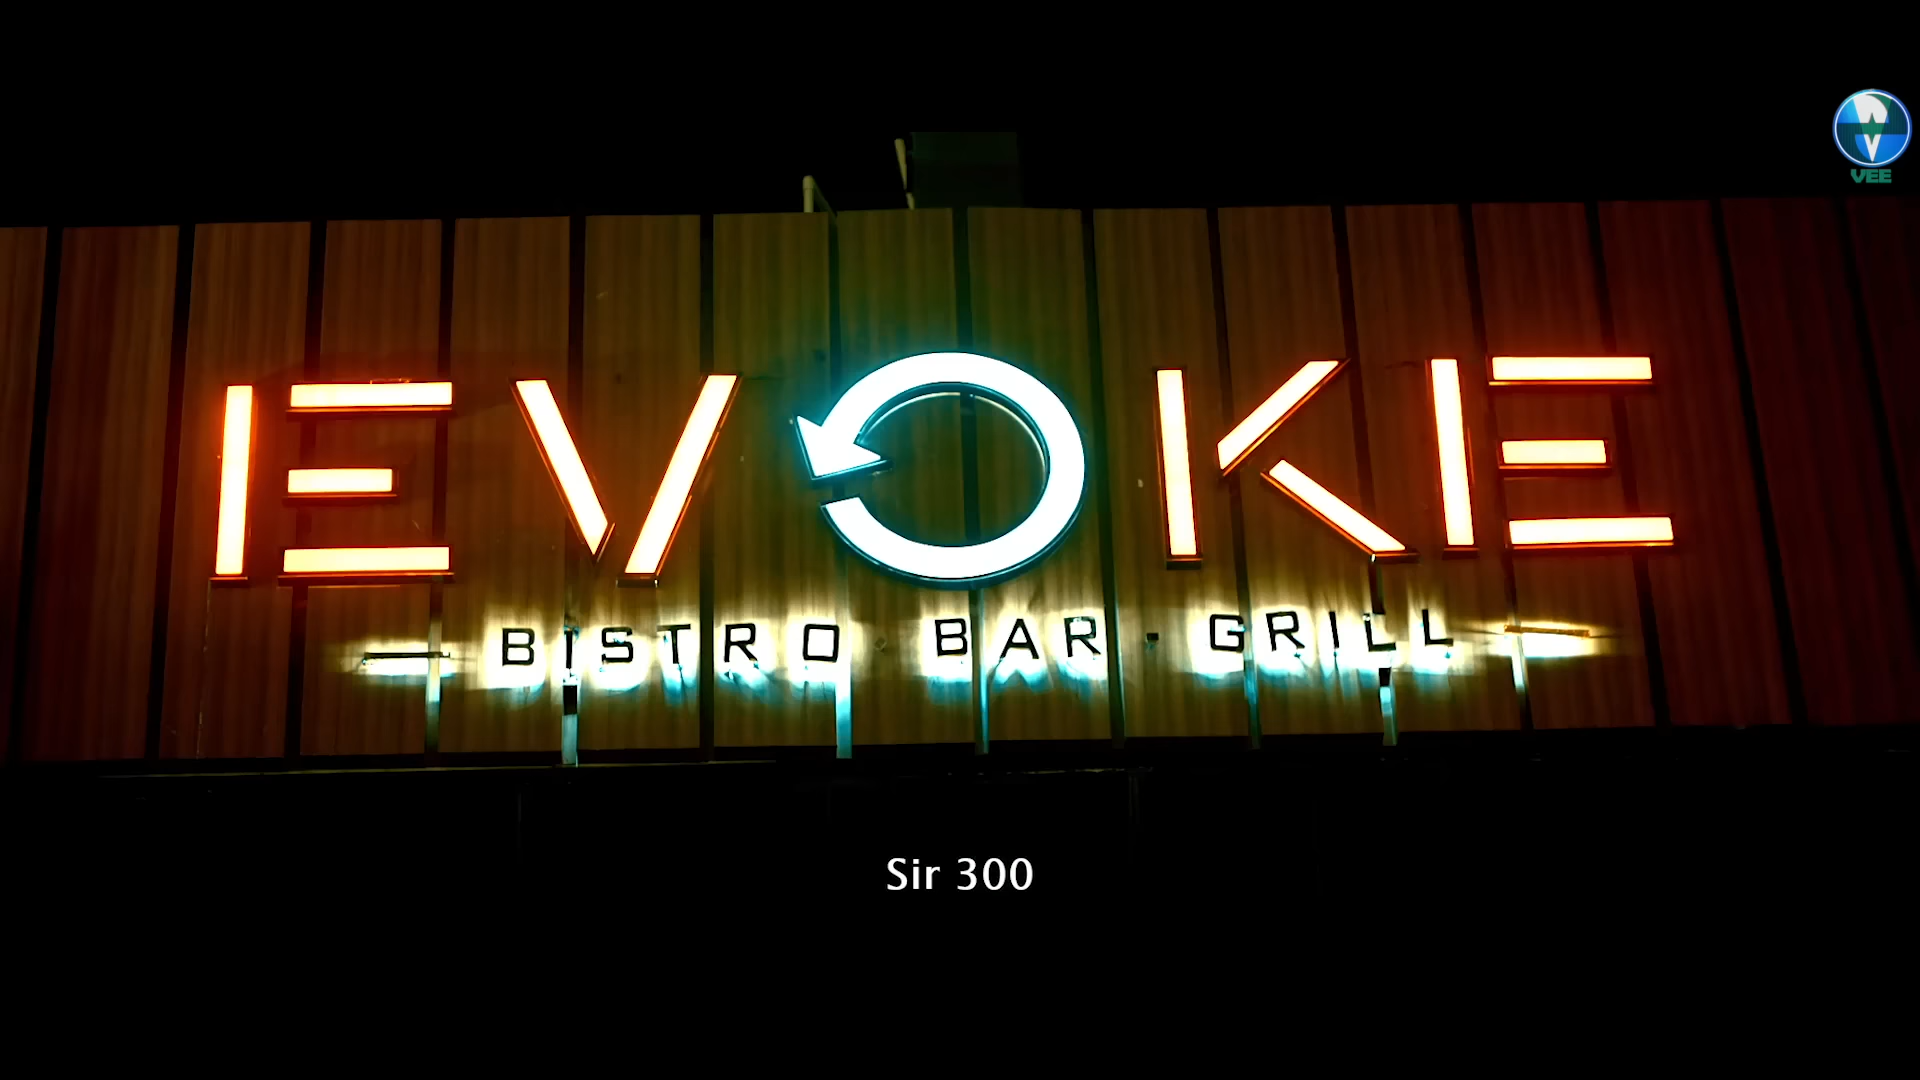 VEE
EVOKE
BISTRO · BAR · GRILL
Sir 300